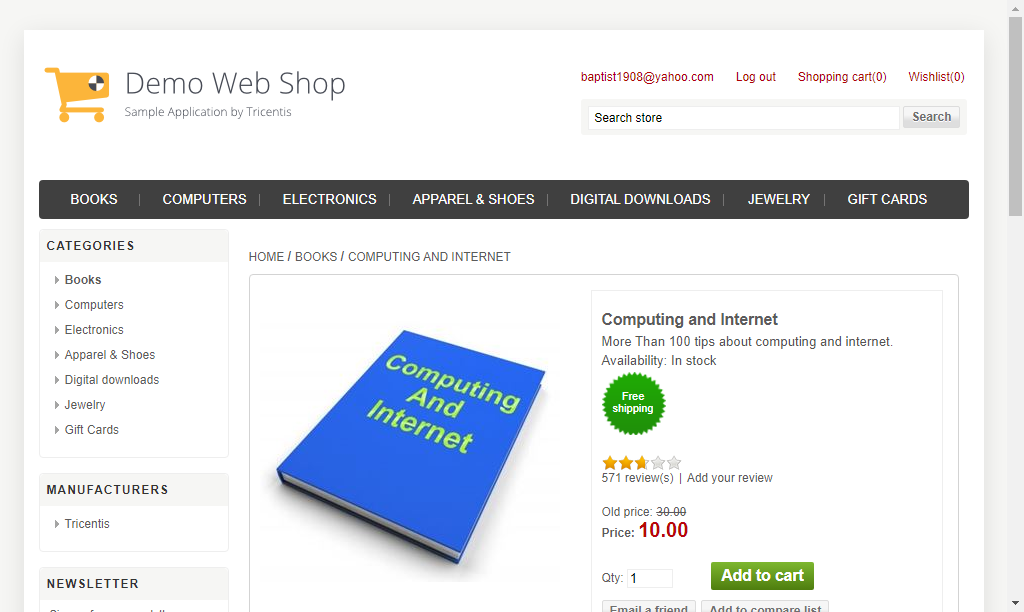 Demo Web Shop
Sample Application by Tricentis
baptist1908@yahoo.com Log out Shopping cart(0) Wishlist(0)
Search store Search
BOOKS | COMPUTERS | ELECTRONICS | APPAREL & SHOES | DIGITAL DOWNLOADS | JEWELRY | GIFT CARDS
CATEGORIES
Books
Computers
Electronics
Apparel & Shoes
Digital downloads
Jewelry
Gift Cards
MANUFACTURERS
Tricentis
NEWSLETTER
HOME / BOOKS / COMPUTING AND INTERNET
Computing
And
Internet
Computing and Internet
More Than 100 tips about computing and internet.
Availability: In stock
Free
shipping
571 review(s) | Add your review
Old price: 30.00
Price: 10.00
Qty: 1 Add to cart
Email a friend Add to compare list